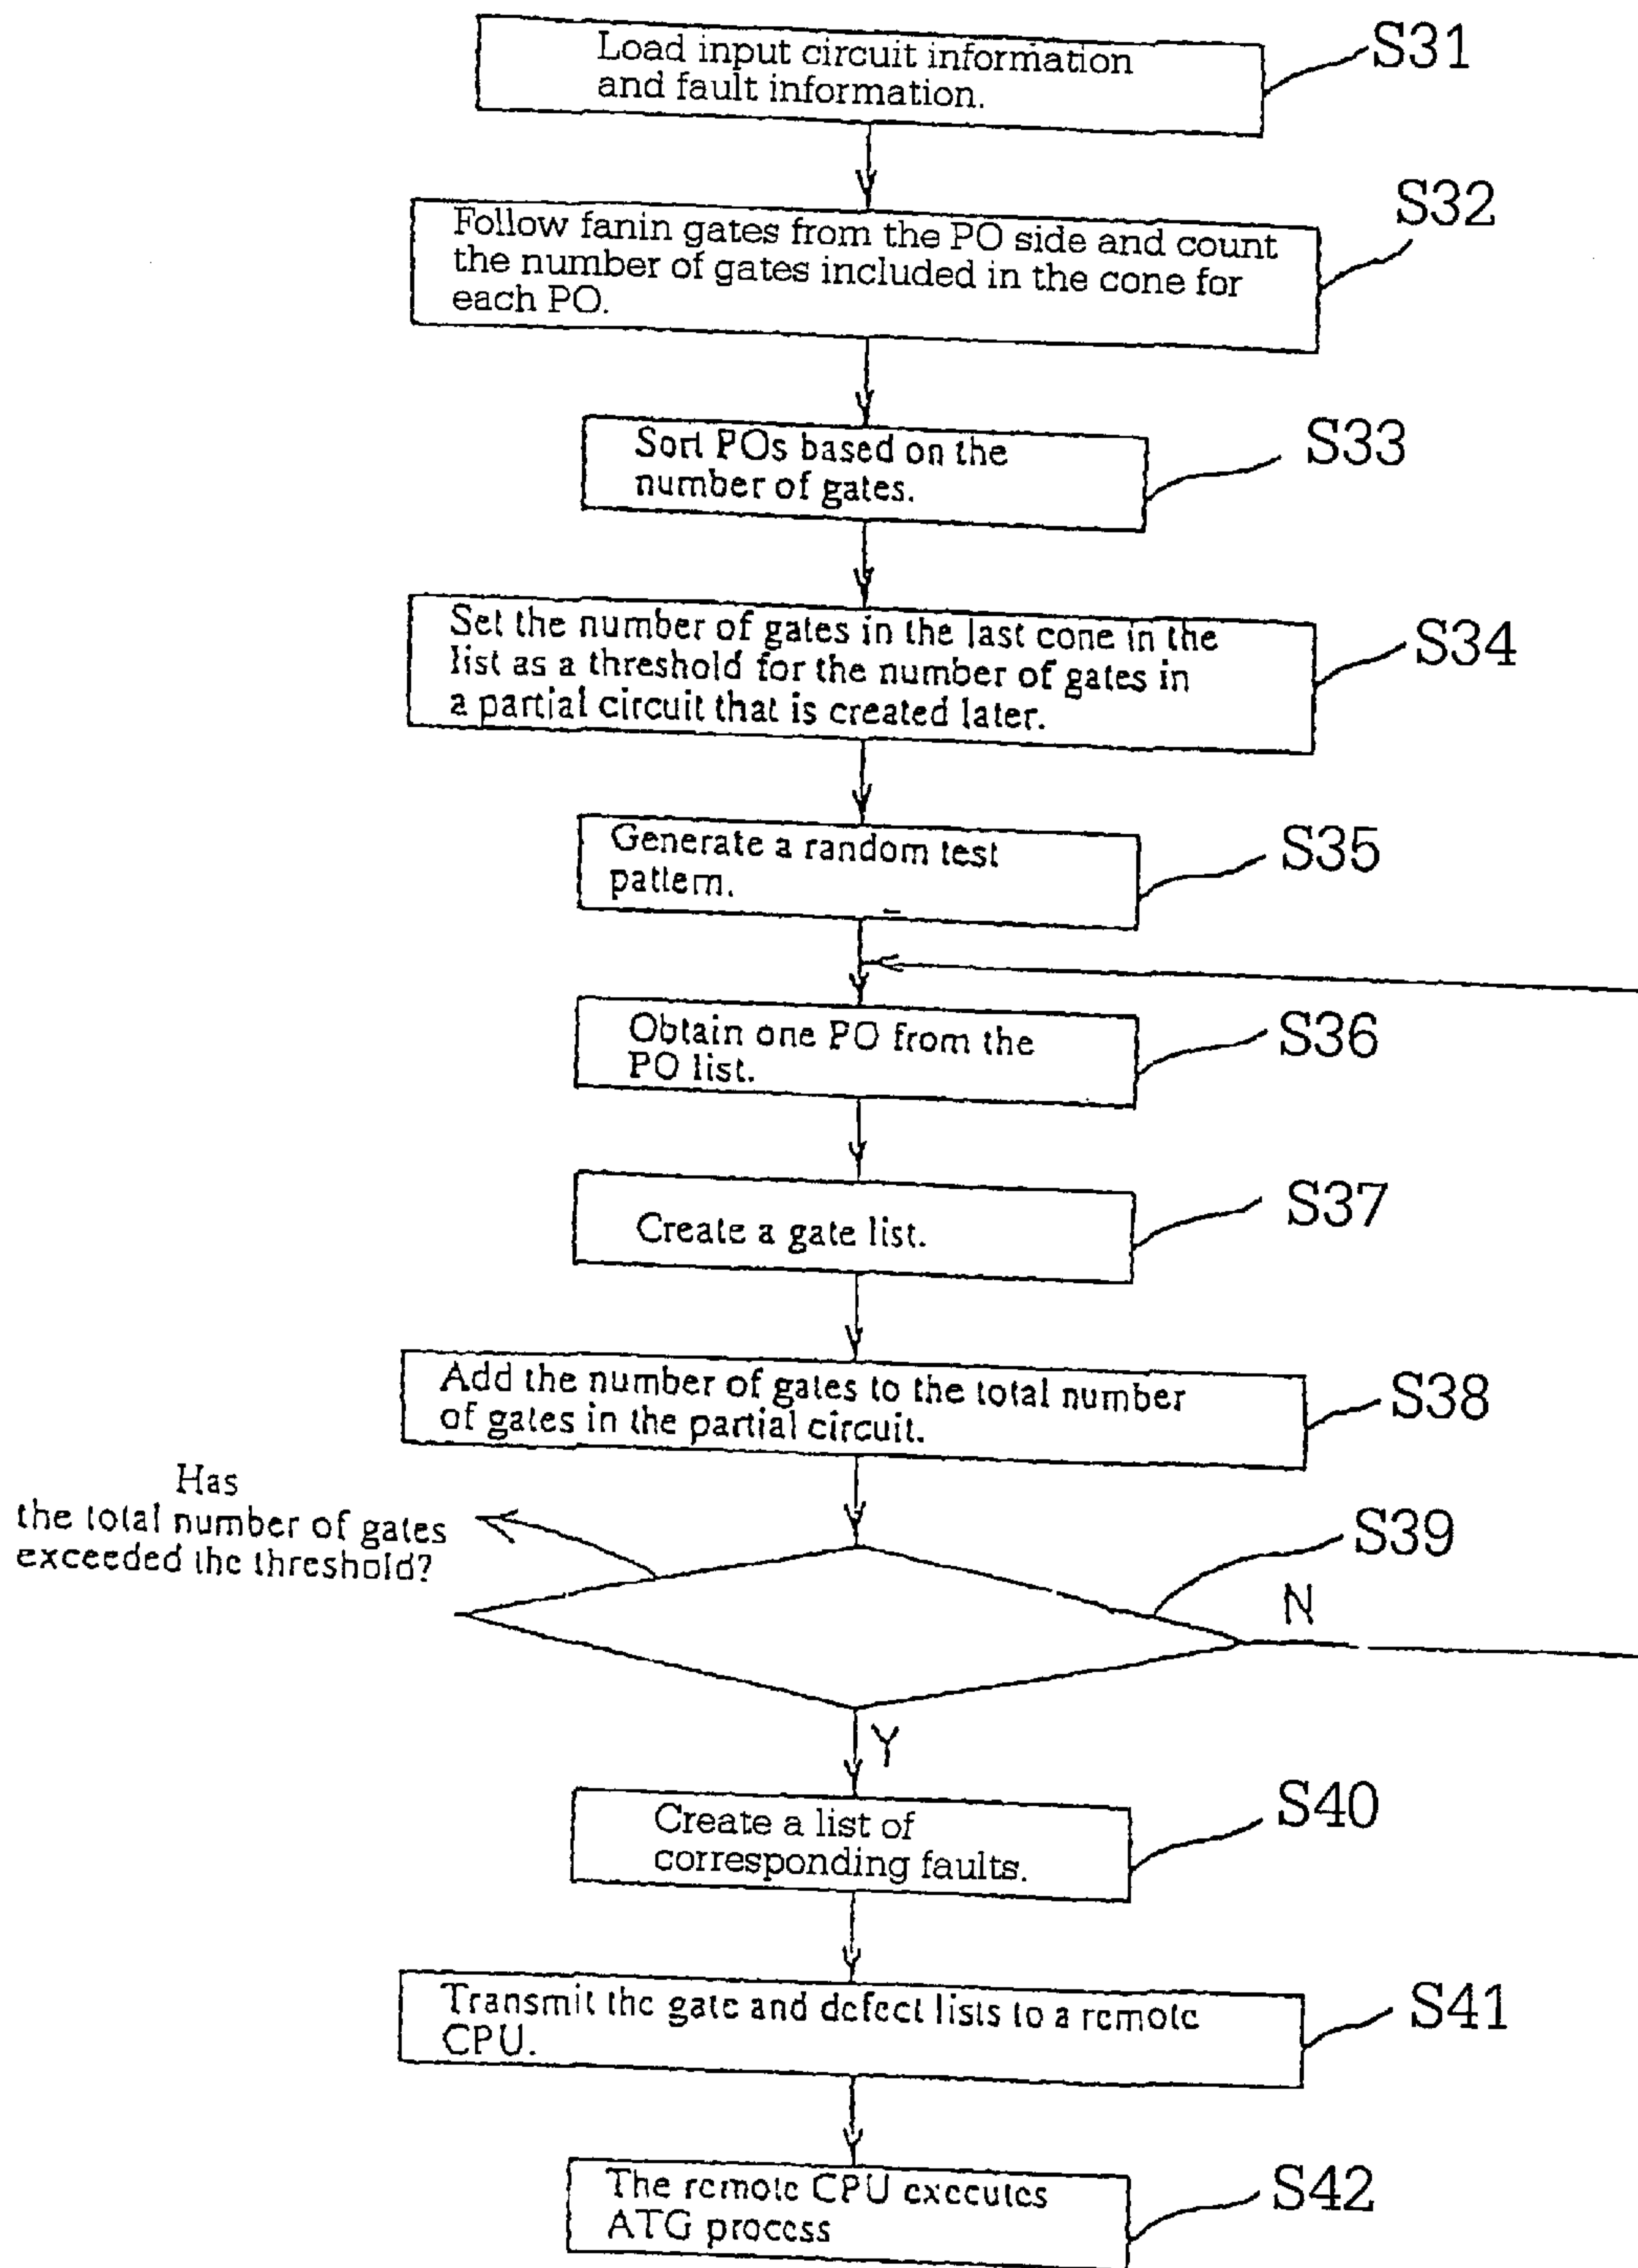 Load input circuit information
and fault information.
S31
Follow fanin gates from the PO side and count
the number of gates included in the cone for
each PO.
S32
Sort POs based on the
number of gates.
S33
Set the number of gates in the last cone in the
list as a threshold for the number of gates in
a partial circuit that is created later.
S34
Generate a random test
pattern.
S35
Obtain one PO from the
PO list.
S36
Create a gate list.
S37
Add the number of gates to the total number
of gates in the partial circuit.
S38
Has
the total number of gates
exceeded the threshold?
S39
N
Y
Create a list of
corresponding faults.
S40
Transmit the gate and defect lists to a remote
CPU.
S41
The remote CPU executes
ATG process
S42